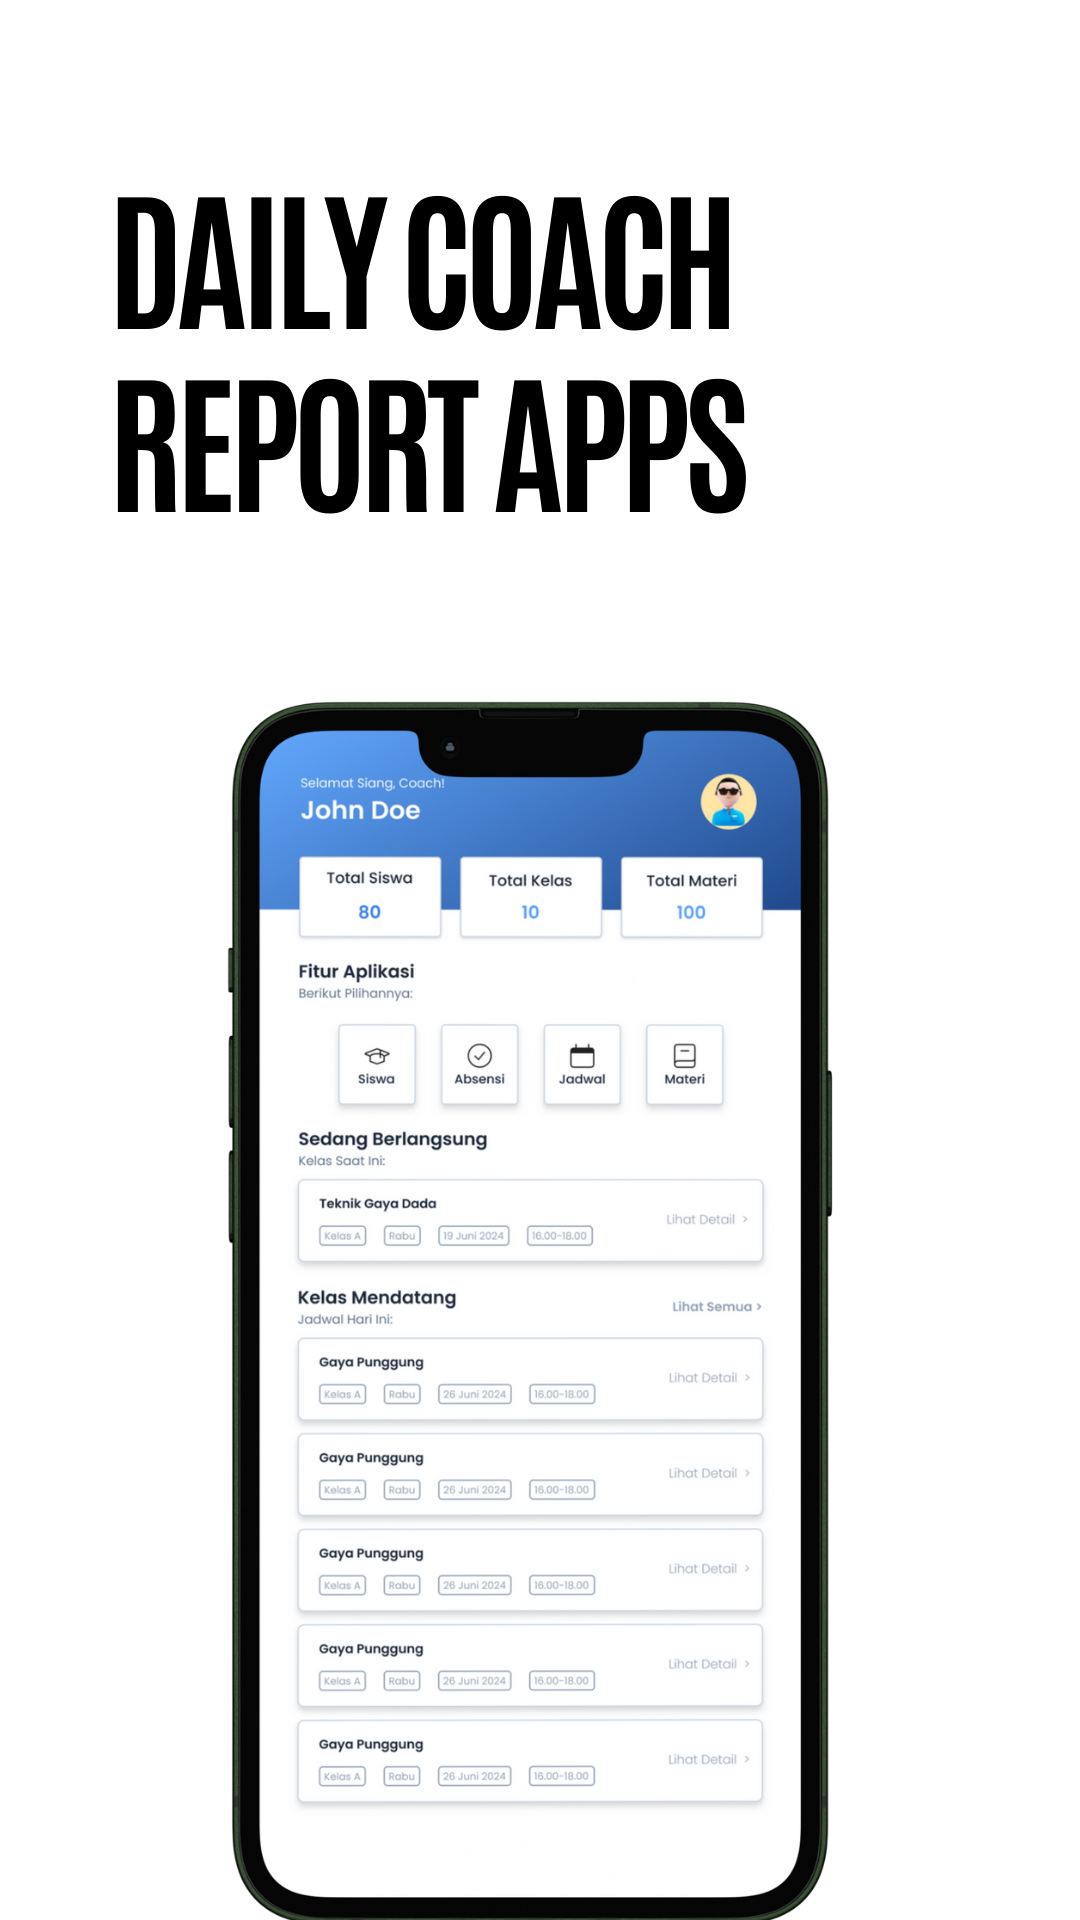 DAILY COACH
REPORT APPS
Selamat Siang, Coach!
John Doe
Total Siswa
80
Total Kelas
10
Total Materi
100
Fitur Aplikasi
Berikut Pilihannya:
Siswa
Absensi
Jadwal
Materi
Sedang Berlangsung
Kelas Saat Ini:
Teknik Gaya Dada
Kelas A Rabu 19 Juni 2024 16.00-18.00
Lihat Detail >
Kelas Mendatang
Jadwal Hari Ini:
Lihat Semua >
Gaya Punggung
Kelas A Rabu 26 Juni 2024 16.00-18.00
Lihat Detail >
Gaya Punggung
Kelas A Rabu 26 Juni 2024 16.00-18.00
Lihat Detail >
Gaya Punggung
Kelas A Rabu 26 Juni 2024 16.00-18.00
Lihat Detail >
Gaya Punggung
Kelas A Rabu 26 Juni 2024 16.00-18.00
Lihat Detail >
Gaya Punggung
Kelas A Rabu 26 Juni 2024 16.00-18.00
Lihat Detail >